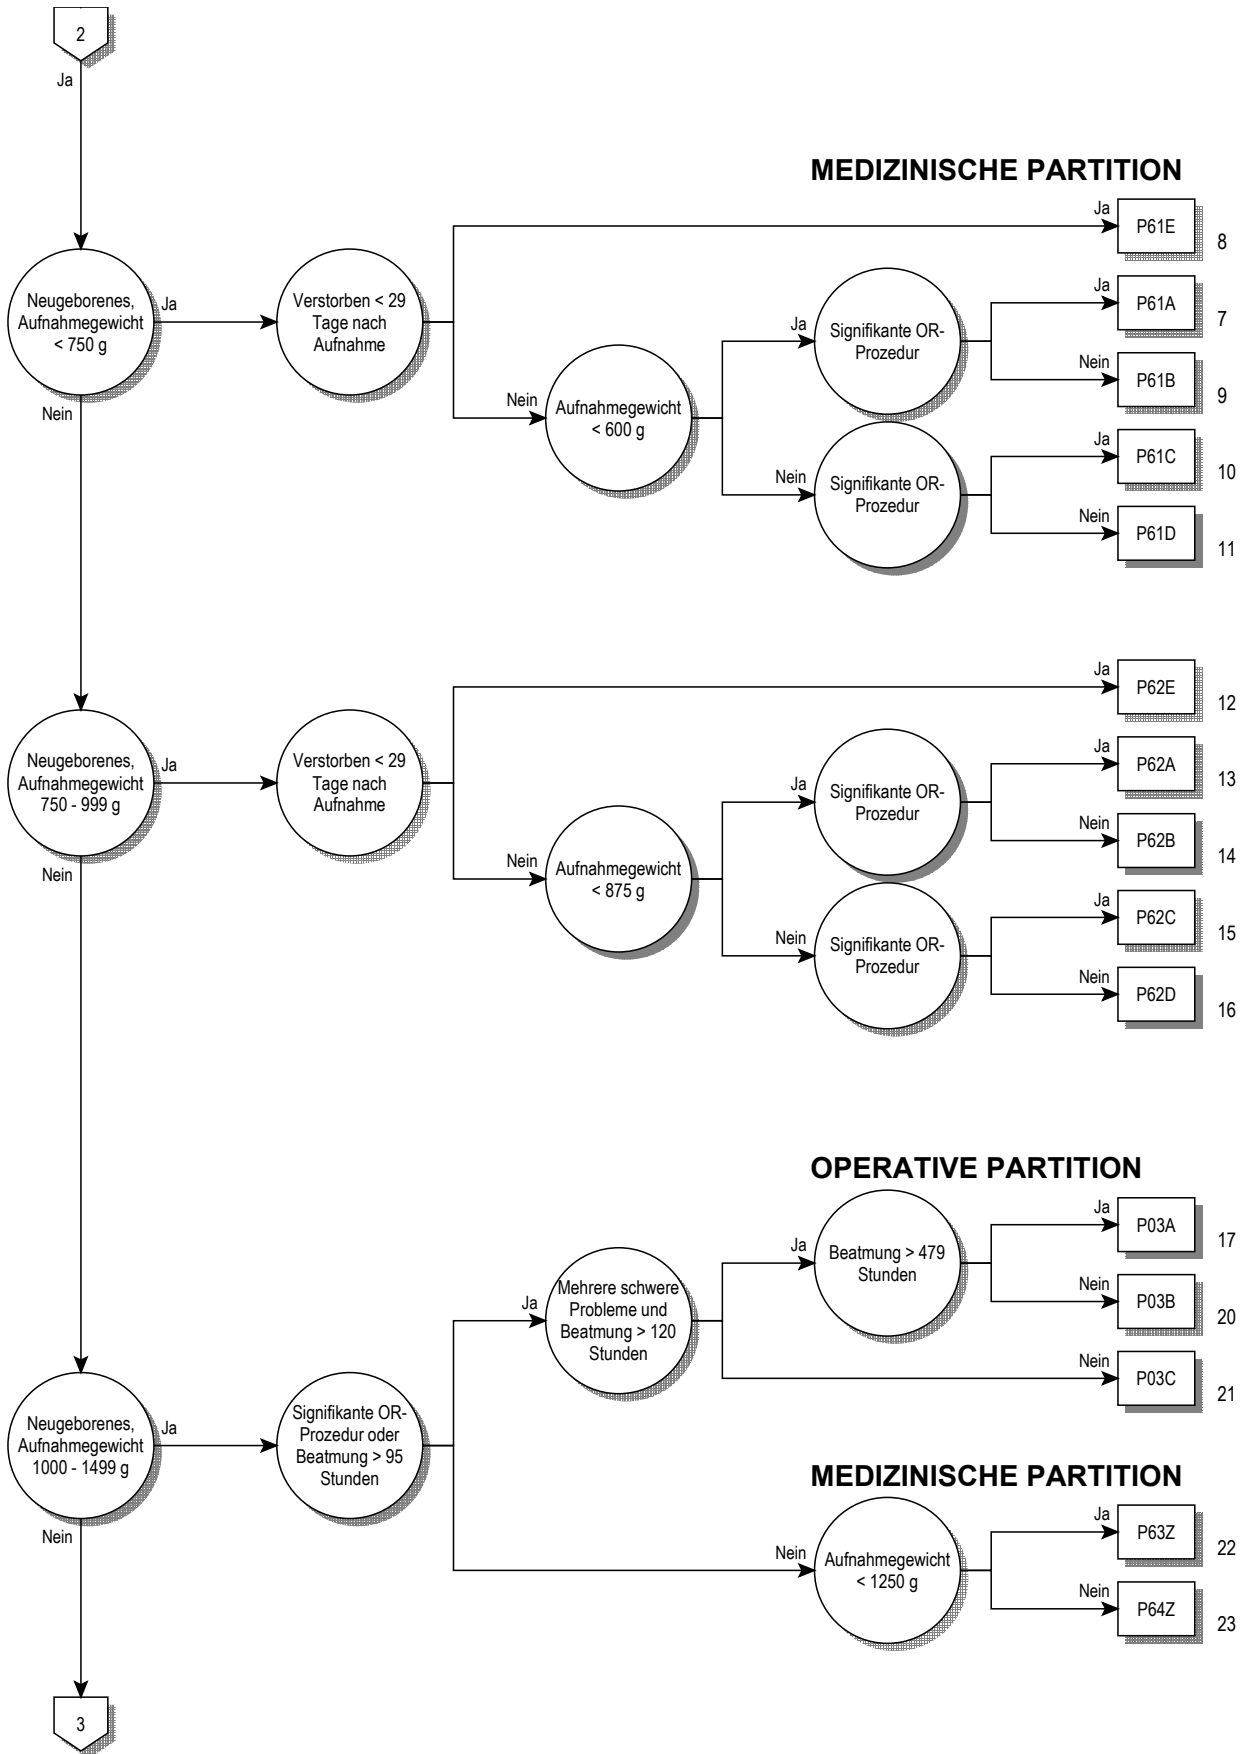 2
Ja
MEDIZINISCHE PARTITION
Ja
P61E
8
Neugeborenes,
Aufnahmegewicht
< 750 g
Ja
Verstorben < 29
Tage nach
Aufnahme
Ja
P61A
7
Ja
Signifikante OR-
Prozedur
Nein
P61B
9
Nein
Nein
Aufnahmegewicht
< 600 g
Ja
P61C
10
Nein
Signifikante OR-
Prozedur
Nein
P61D
11
Ja
P62E
12
Neugeborenes,
Aufnahmegewicht
750 - 999 g
Ja
Verstorben < 29
Tage nach
Aufnahme
Ja
P62A
13
Ja
Signifikante OR-
Prozedur
Nein
P62B
14
Nein
Nein
Aufnahmegewicht
< 875 g
Ja
P62C
15
Nein
Signifikante OR-
Prozedur
Nein
P62D
16
OPERATIVE PARTITION
Ja
P03A
17
Ja
Beatmung > 479
Stunden
Nein
P03B
20
Ja
Mehrere schwere
Probleme und
Beatmung > 120
Stunden
Nein
P03C
21
Neugeborenes,
Aufnahmegewicht
1000 - 1499 g
Ja
Signifikante OR-
Prozedur oder
Beatmung > 95
Stunden
MEDIZINISCHE PARTITION
Ja
P63Z
22
Nein
Nein
Aufnahmegewicht
< 1250 g
Nein
P64Z
23
3